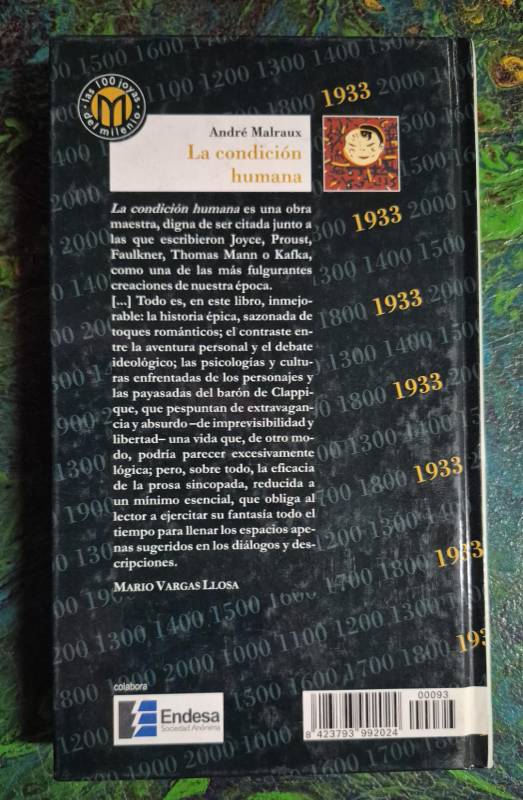 las 100 joyas
M
del milenio
André Malraux
La condición
humana
La condición humana es una obra
maestra, digna de ser citada junto a
las que escribieron Joyce, Proust,
Faulkner, Thomas Mann o Kafka,
como una de las más fulgurantes
creaciones de nuestra época.
[...] Todo es, en este libro, inmejo-
rable: la historia épica, sazonada de
toques románticos; el contraste en-
tre la aventura personal y el debate
ideológico; las psicologías y cultu-
ras enfrentadas de los personajes y
las payasadas del barón de Clappi-
que, que pespuntan de extravagan-
cia y absurdo –de imprevisibilidad y
libertad– una vida que, de otro mo-
do, podría parecer excesivamente
lógica; pero, sobre todo, la eficacia
de la prosa sincopada, reducida a
un mínimo esencial, que obliga al
lector a ejercitar su fantasía todo el
tiempo para llenar los espacios ape-
nas sugeridos en los diálogos y des-
cripciones.
MARIO VARGAS LLOSA
1933
1933
1933
1933
1933
1933
193
colabora
Endesa
Sociedad Anónima
00093
8 423793 992024